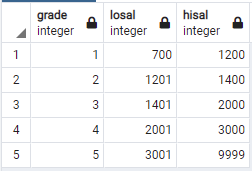 grade losal hisal
integer integer integer
1 1 700 1200
2 2 1201 1400
3 3 1401 2000
4 4 2001 3000
5 5 3001 9999